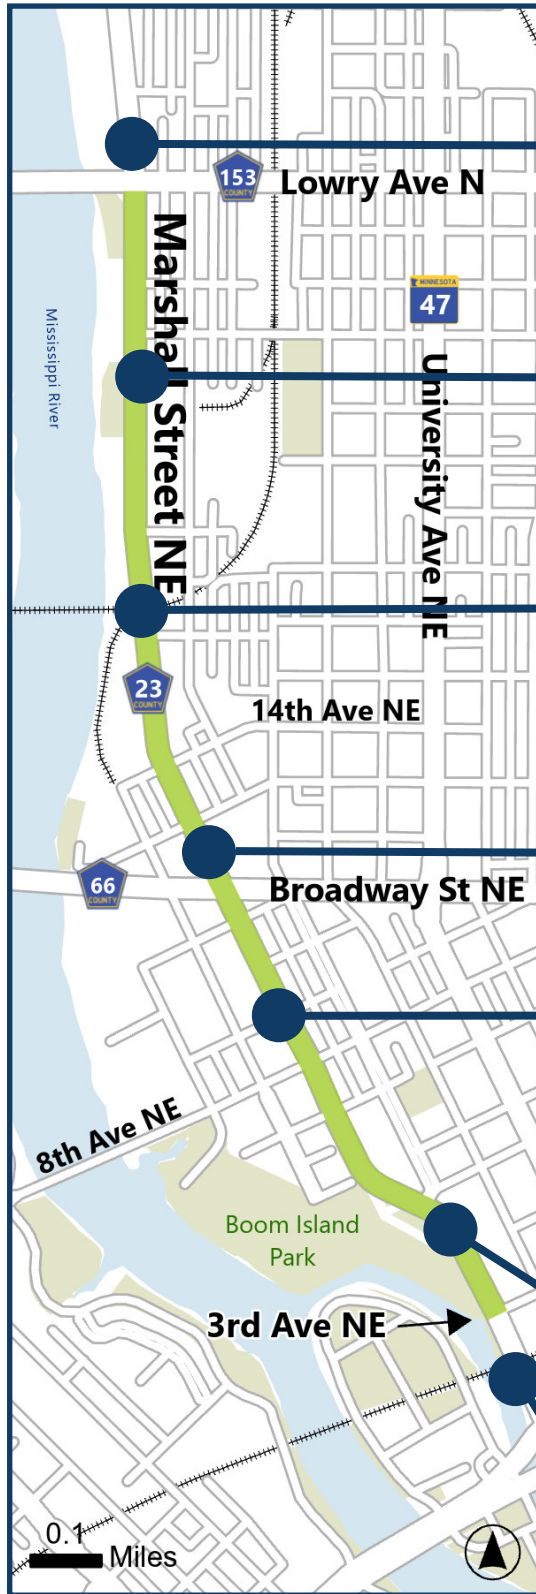 153
COUNTY
Lowry Ave N
MINNESOTA
47
Marshall Street NE
Mississippi River
University Ave NE
23
COUNTY
14th Ave NE
66
COUNTY
Broadway St NE
8th Ave NE
Boom Island
Park
3rd Ave NE
0.1
Miles